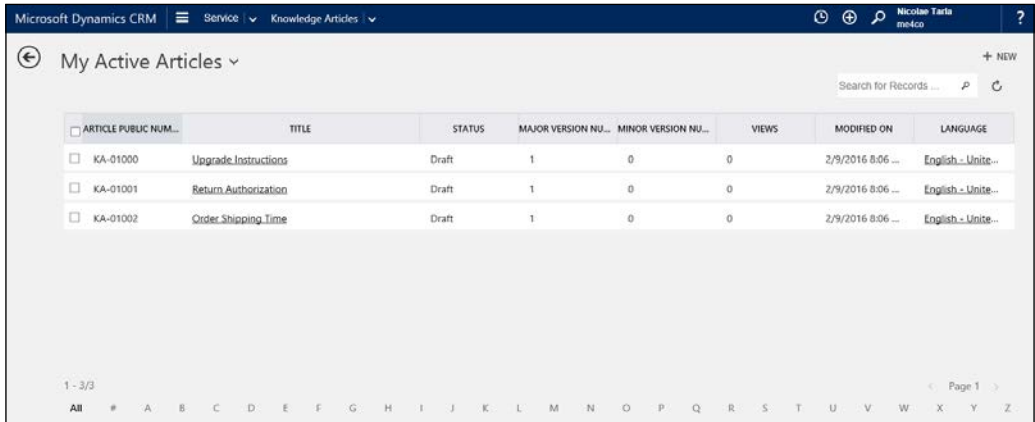 Microsoft Dynamics CRM Service Knowledge Articles Nicolae Tarla ?
me4co
My Active Articles + NEW
Search for Records ...
ARTICLE PUBLIC NUM... TITLE STATUS MAJOR VERSION NU... MINOR VERSION NU... VIEWS MODIFIED ON LANGUAGE
KA-01000 Upgrade Instructions Draft 1 0 0 2/9/2016 8:06 ... English - Unite...
KA-01001 Return Authorization Draft 1 0 0 2/9/2016 8:06 ... English - Unite...
KA-01002 Order Shipping Time Draft 1 0 0 2/9/2016 8:06 ... English - Unite...
1 - 3/3 Page 1
All # A B C D E F G H I J K L M N O P Q R S T U V W X Y Z